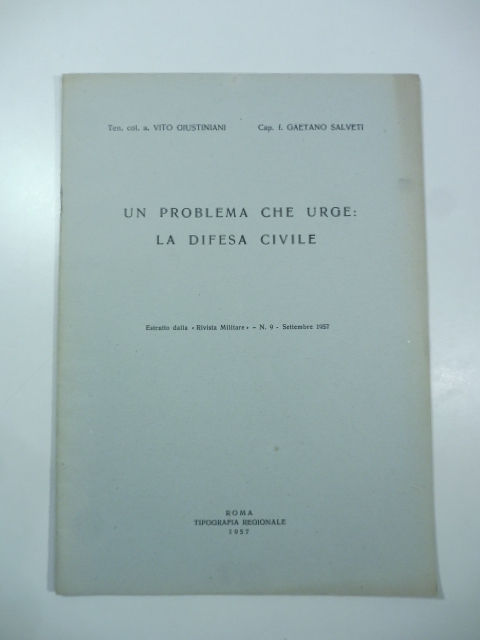 Ten. col. a. VITO GIUSTINIANI Cap. f. GAETANO SALVETI
UN PROBLEMA CHE URGE:
LA DIFESA CIVILE
Estratto dalla «Rivista Militare» - N. 9 - Settembre 1957
ROMA
TIPOGRAFIA REGIONALE
1957